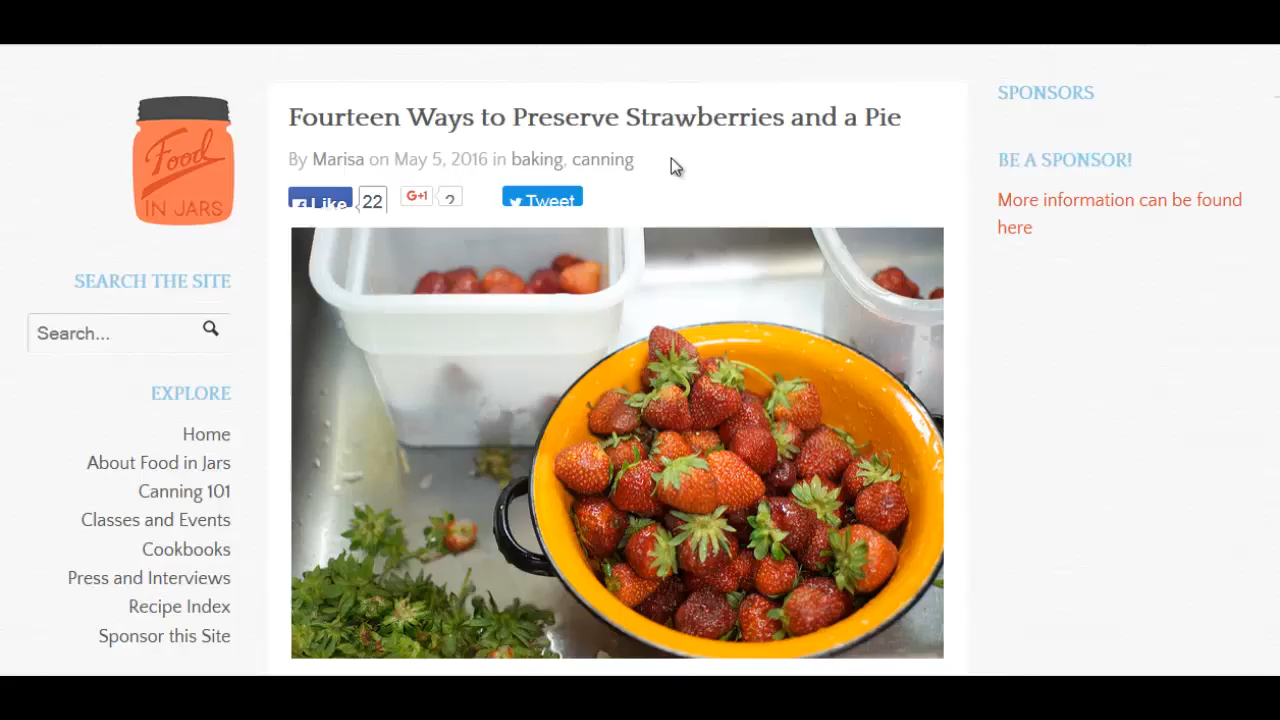 Food
IN JARS
SEARCH THE SITE
Search...
EXPLORE
Home
About Food in Jars
Canning 101
Classes and Events
Cookbooks
Press and Interviews
Recipe Index
Sponsor this Site
Fourteen Ways to Preserve Strawberries and a Pie
By Marisa on May 5, 2016 in baking, canning
Like 22 G+1 2 Tweet
SPONSORS
BE A SPONSOR!
More information can be found
here